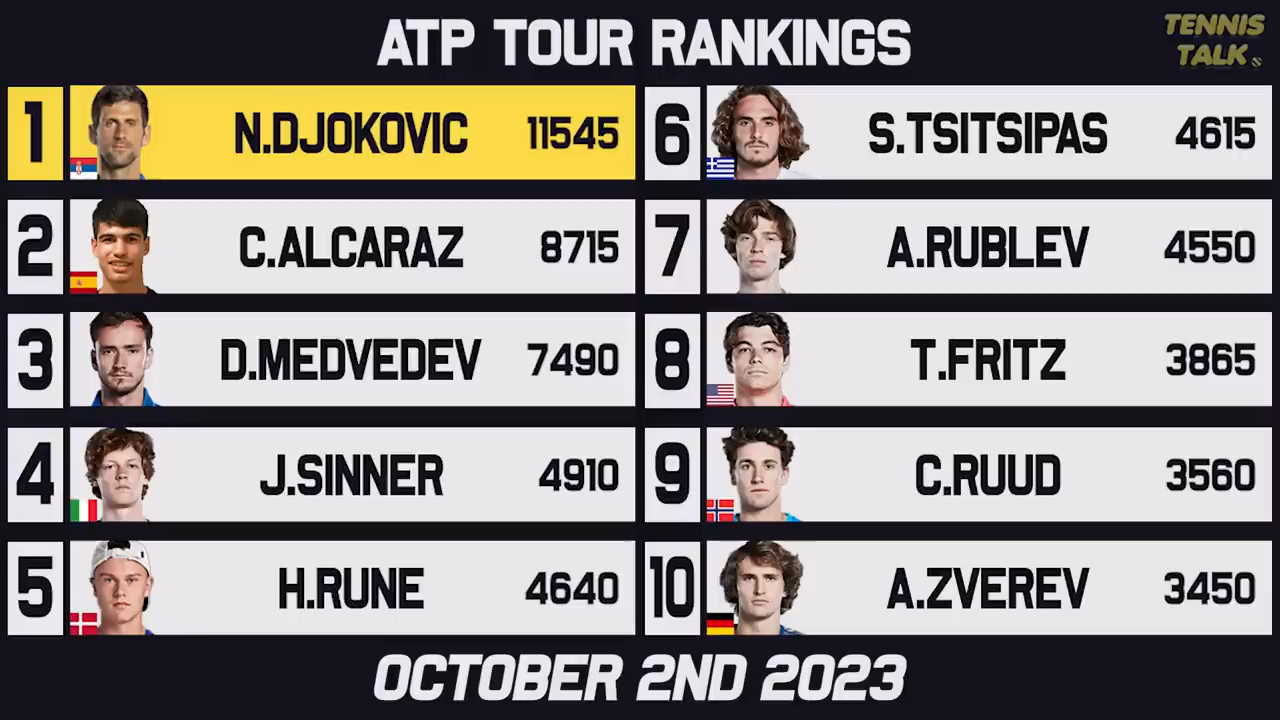 ATP TOUR RANKINGS
TENNIS
TALK
1 N.DJOKOVIC 11545
2 C.ALCARAZ 8715
3 D.MEDVEDEV 7490
4 J.SINNER 4910
5 H.RUNE 4640
6 S.TSITSIPAS 4615
7 A.RUBLEV 4550
8 T.FRITZ 3865
9 C.RUUD 3560
10 A.ZVEREV 3450
OCTOBER 2ND 2023